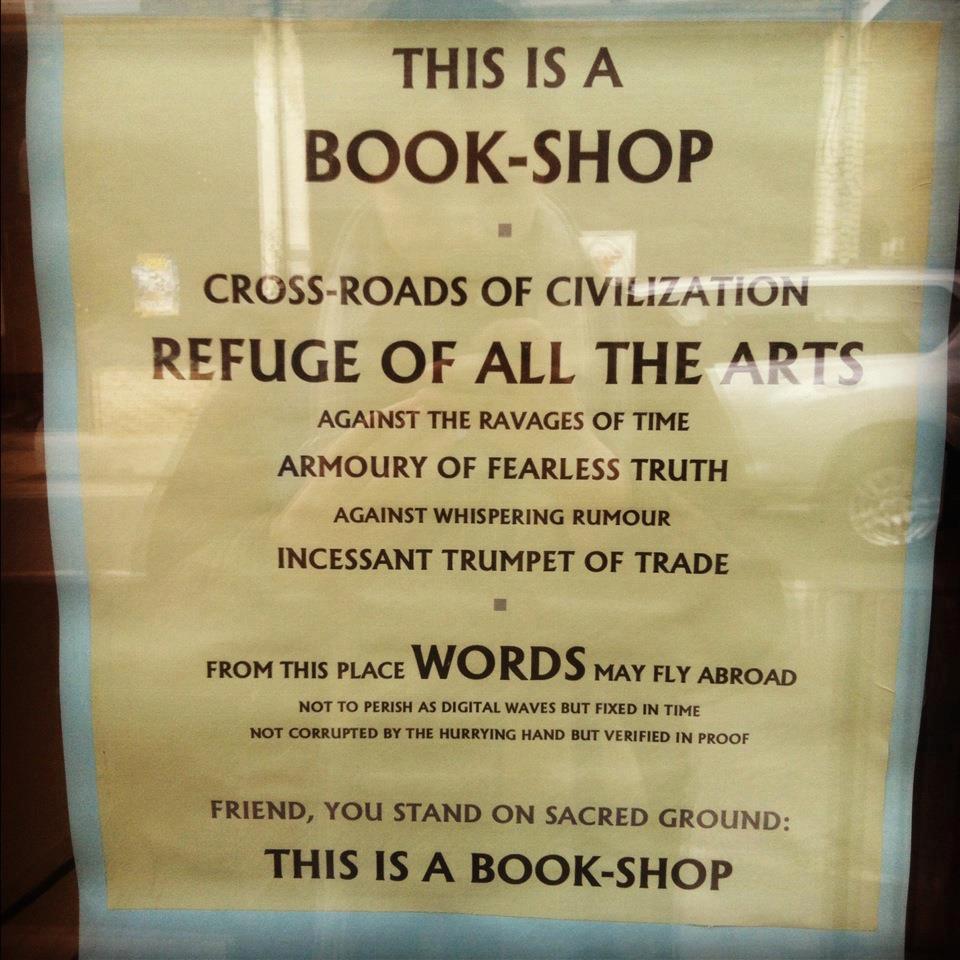 THIS IS A
BOOK-SHOP
CROSS-ROADS OF CIVILIZATION
REFUGE OF ALL THE ARTS
AGAINST THE RAVAGES OF TIME
ARMOURY OF FEARLESS TRUTH
AGAINST WHISPERING RUMOUR
INCESSANT TRUMPET OF TRADE
FROM THIS PLACE WORDS MAY FLY ABROAD
NOT TO PERISH AS DIGITAL WAVES BUT FIXED IN TIME
NOT CORRUPTED BY THE HURRYING HAND BUT VERIFIED IN PROOF
FRIEND, YOU STAND ON SACRED GROUND:
THIS IS A BOOK-SHOP